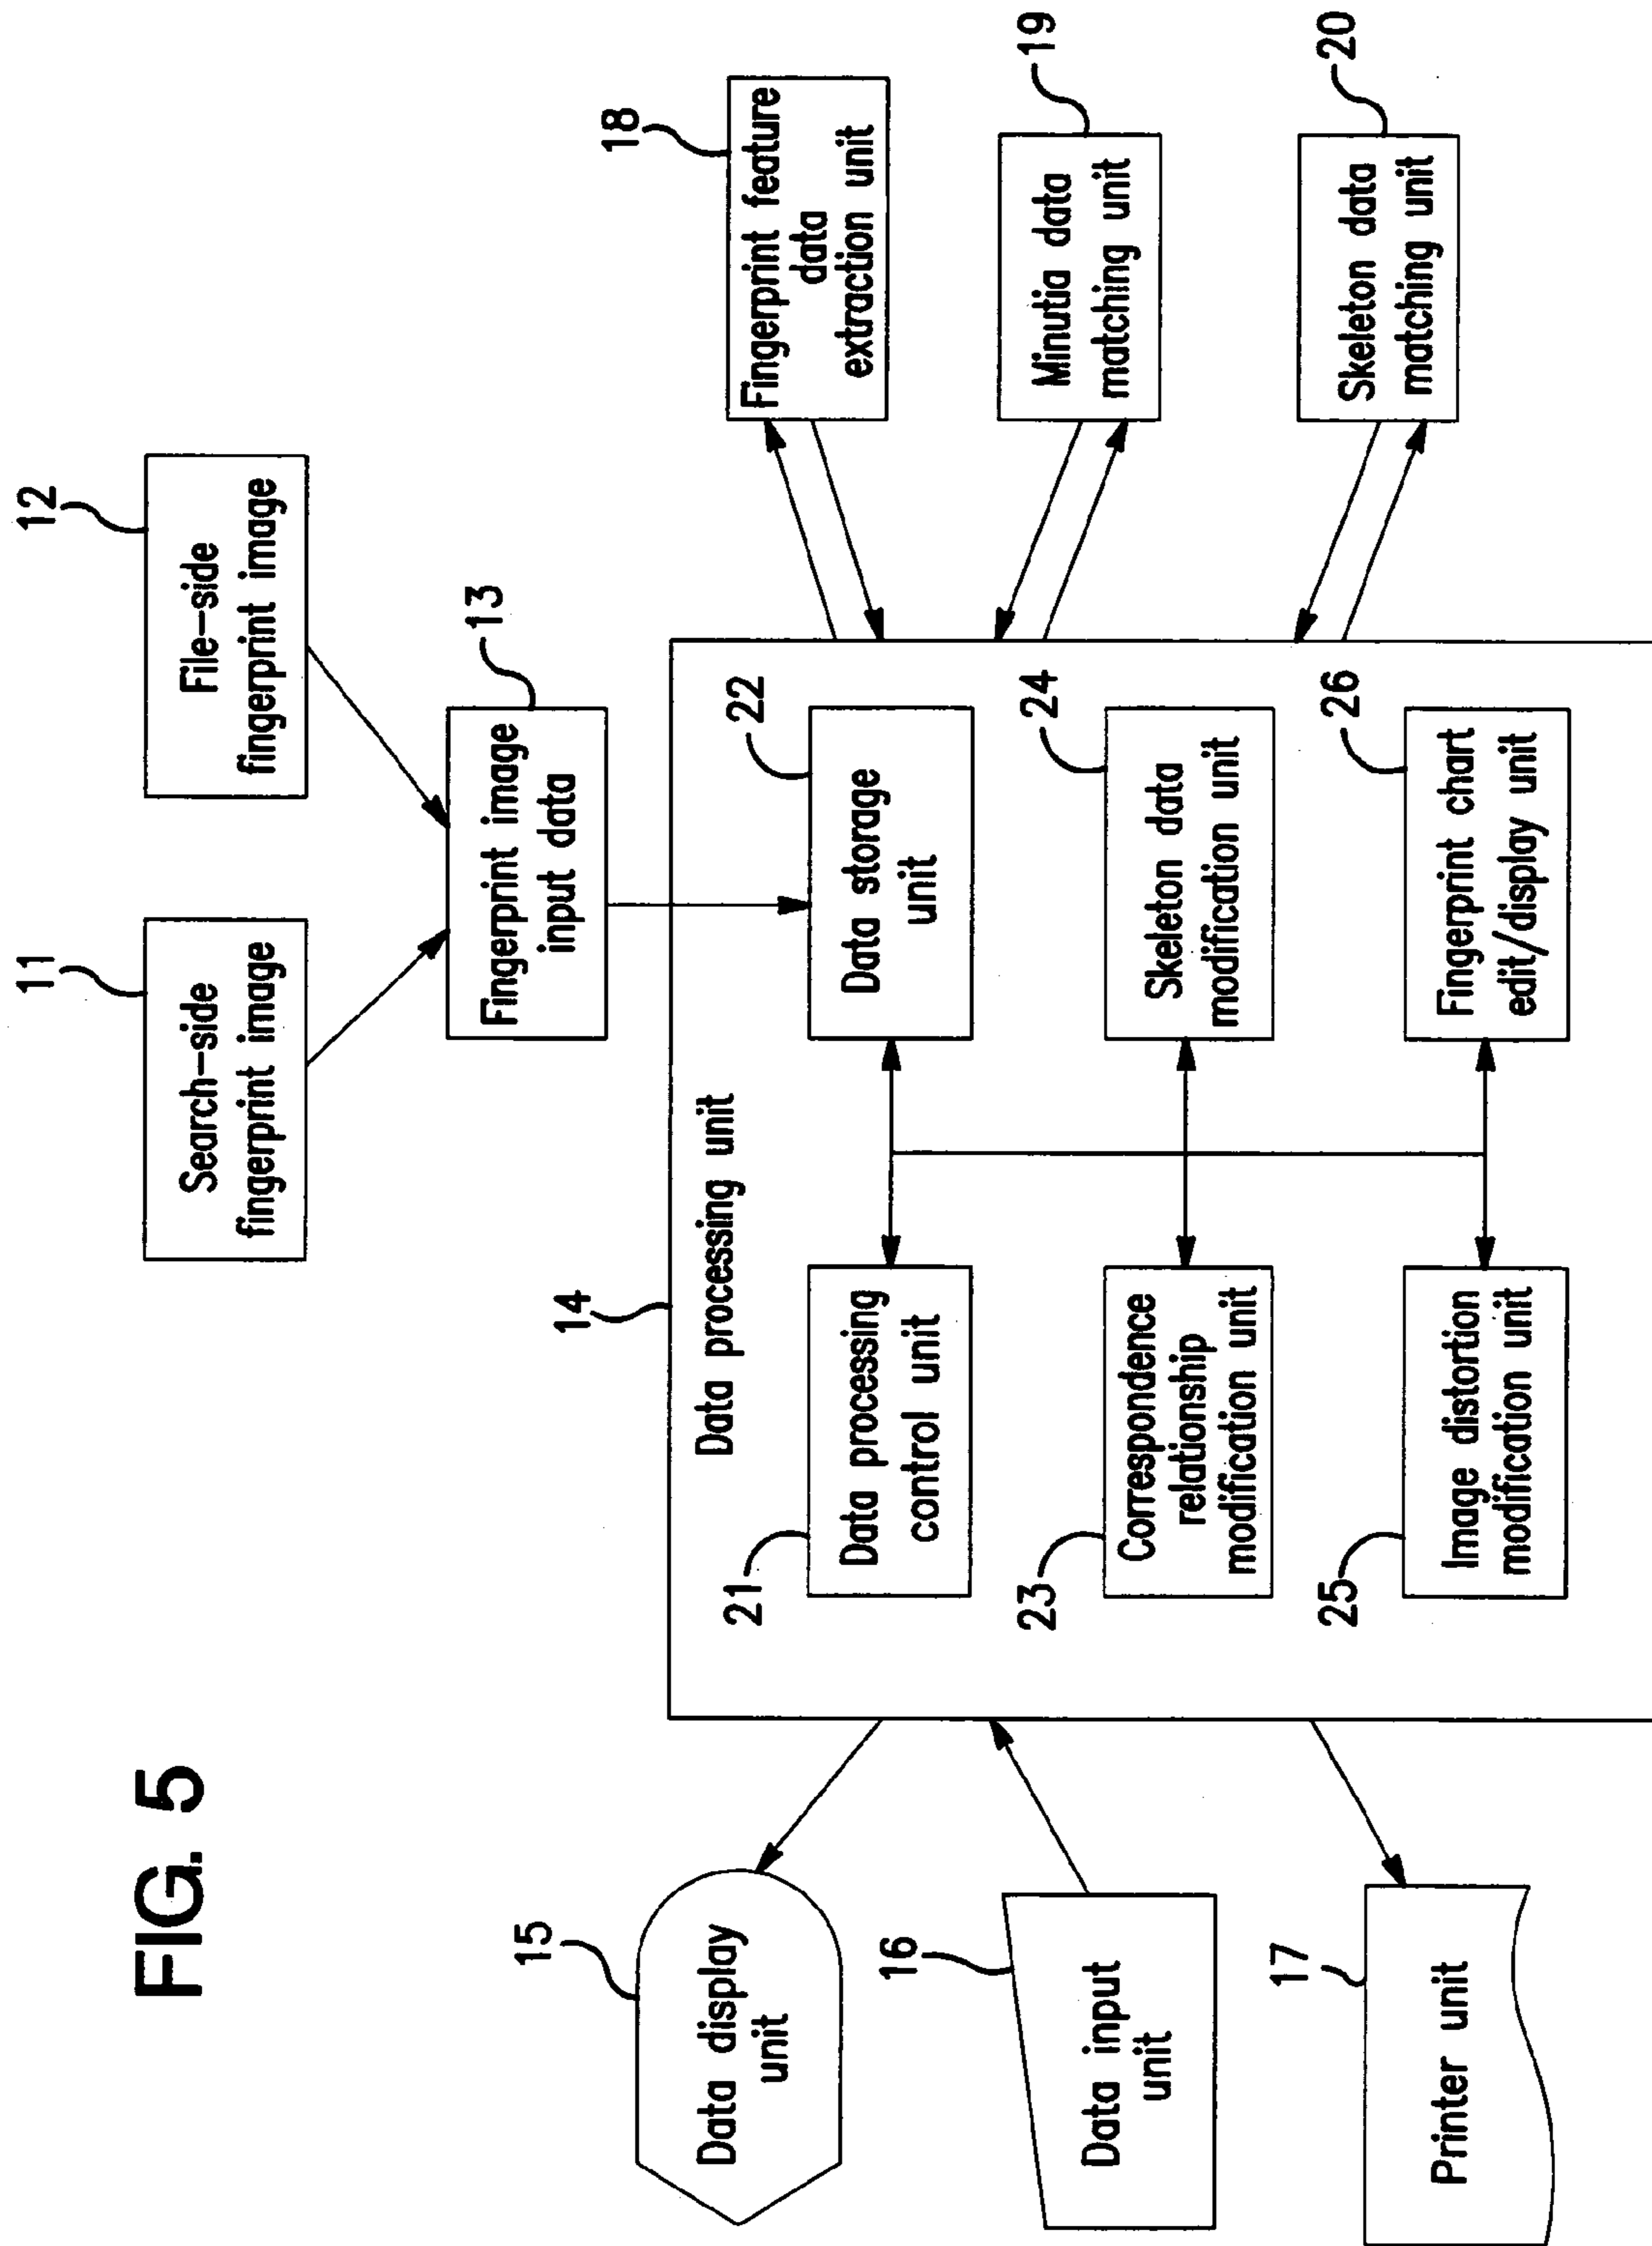 FIG. 5
11
Search-side
fingerprint image
12
File-side
fingerprint image
13
Fingerprint image
input data
14
Data processing unit
21
Data processing
control unit
22
Data storage
unit
23
Correspondence
relationship
modification unit
24
Skeleton data
modification unit
25
Image distortion
modification unit
26
Fingerprint chart
edit/display unit
15
Data display
unit
16
Data input
unit
17
Printer unit
18
Fingerprint feature
data
extraction unit
19
Minutia data
matching unit
20
Skeleton data
matching unit